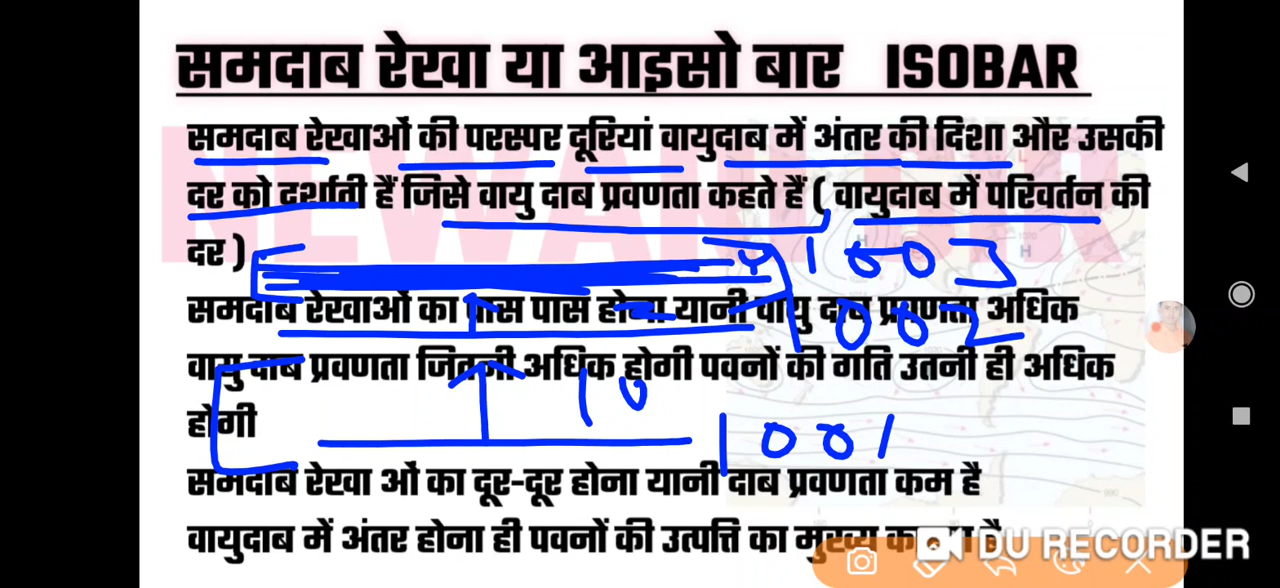 समदाब रेखा या आइसो बार ISOBAR
समदाब रेखाओं की परस्पर दूरियां वायुदाब में अंतर की दिशा और उसकी
दर को दर्शाती हैं जिसे वायु दाब प्रवणता कहते हैं ( वायुदाब में परिवर्तन की
दर )
1003
समदाब रेखाओं का पास पास होना यानी वायु दाब प्रवणता अधिक
1002
वायु दाब प्रवणता जितनी अधिक होगी पवनों की गति उतनी ही अधिक
10
होगी
1001
समदाब रेखा ओं का दूर-दूर होना यानी दाब प्रवणता कम है
वायुदाब में अंतर होना ही पवनों की उत्पत्ति का मुख्य है
DU RECORDER